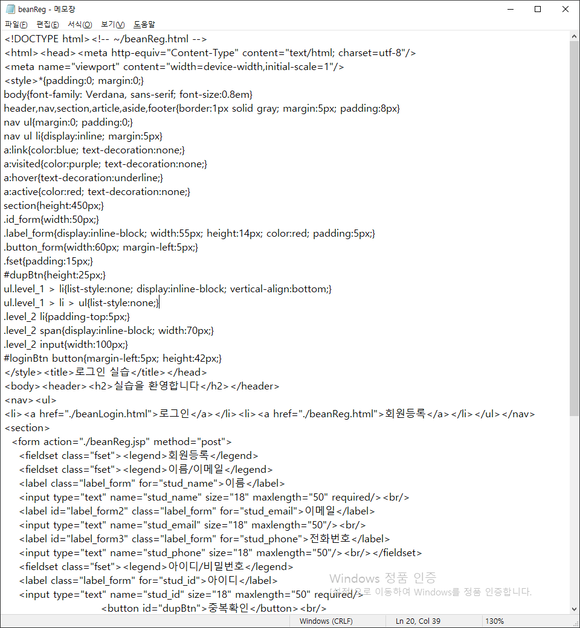 beanReg - 메모장
파일(F) 편집(E) 서식(O) 보기(V) 도움말
<!DOCTYPE html><!-- ~/beanReg.html -->
<html><head><meta http-equiv="Content-Type" content="text/html; charset=utf-8"/>
<meta name="viewport" content="width=device-width,initial-scale=1"/>
<style>*{padding:0; margin:0;}
body{font-family: Verdana, sans-serif; font-size:0.8em}
header,nav,section,article,aside,footer{border:1px solid gray; margin:5px; padding:8px}
nav ul{margin:0; padding:0;}
nav ul li{display:inline; margin:5px}
a:link{color:blue; text-decoration:none;}
a:visited{color:purple; text-decoration:none;}
a:hover{text-decoration:underline;}
a:active{color:red; text-decoration:none;}
section{height:450px;}
.id_form{width:50px;}
.label_form{display:inline-block; width:55px; height:14px; color:red; padding:5px;}
.button_form{width:60px; margin-left:5px;}
.fset{padding:15px;}
#dupBtn{height:25px;}
ul.level_1 > li{list-style:none; display:inline-block; vertical-align:bottom;}
ul.level_1 > li > ul{list-style:none;}
.level_2 li{padding-top:5px;}
.level_2 span{display:inline-block; width:70px;}
.level_2 input{width:100px;}
#loginBtn button{margin-left:5px; height:42px;}
</style><title>로그인 실습</title></head>
<body><header><h2>실습을 환영합니다</h2></header>
<nav><ul>
<li><a href="./beanLogin.html">로그인</a></li><li><a href="./beanReg.html">회원등록</a></li></ul></nav>
<section>
<form action="./beanReg.jsp" method="post">
<fieldset class="fset"><legend>회원등록</legend>
<fieldset class="fset"><legend>이름/이메일</legend>
<label class="label_form" for="stud_name">이름</label>
<input type="text" name="stud_name" size="18" maxlength="50" required/><br/>
<label id="label_form2" class="label_form" for="stud_email">이메일</label>
<input type="text" name="stud_email" size="18" maxlength="50"/><br/>
<label id="label_form3" class="label_form" for="stud_phone">전화번호</label>
<input type="text" name="stud_phone" size="18" maxlength="50"/><br/></fieldset>
<fieldset class="fset"><legend>아이디/비밀번호</legend>
<label class="label_form" for="stud_id">아이디</label>
<input type="text" name="stud_id" size="18" maxlength="50" required/>
<button id="dupBtn">중복확인</button><br/>
Windows 정품 인증
[설정]으로 이동하여 Windows를 정품 인증합니다.
Windows (CRLF) Ln 20, Col 39 130%